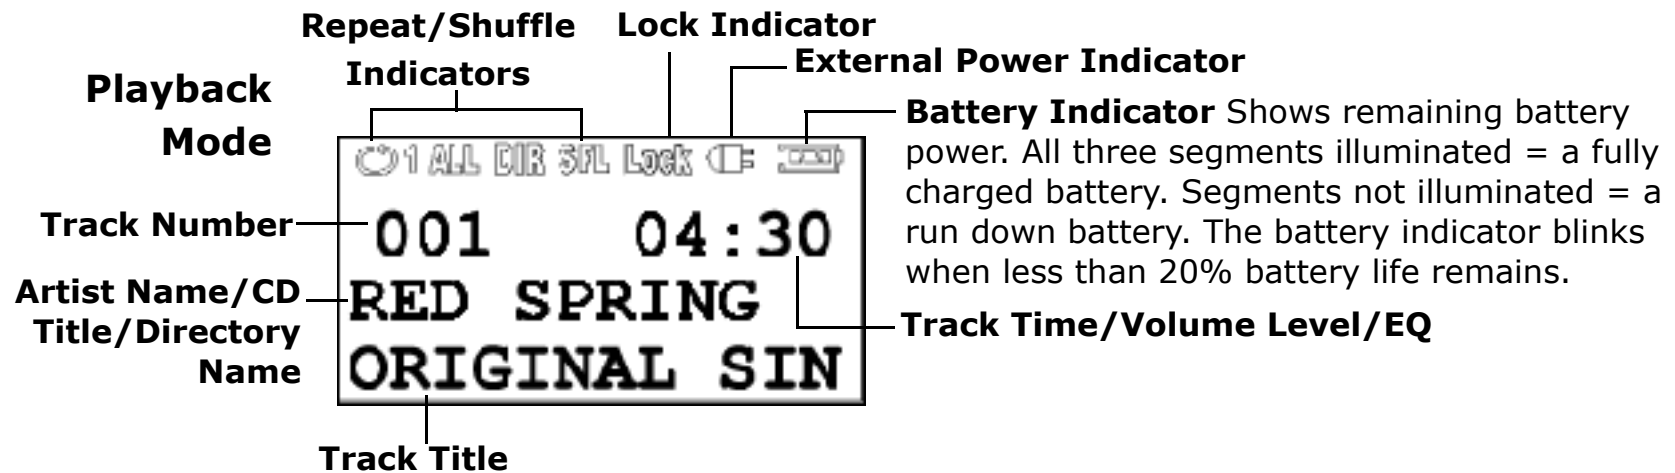 Repeat/Shuffle
Indicators
Lock Indicator
External Power Indicator
Playback
Mode
Battery Indicator Shows remaining battery
power. All three segments illuminated = a fully
charged battery. Segments not illuminated = a
run down battery. The battery indicator blinks
when less than 20% battery life remains.
1 ALL DIR SFL Lock
Track Number
001 04:30
Artist Name/CD
Title/Directory
Name
RED SPRING
Track Time/Volume Level/EQ
ORIGINAL SIN
Track Title